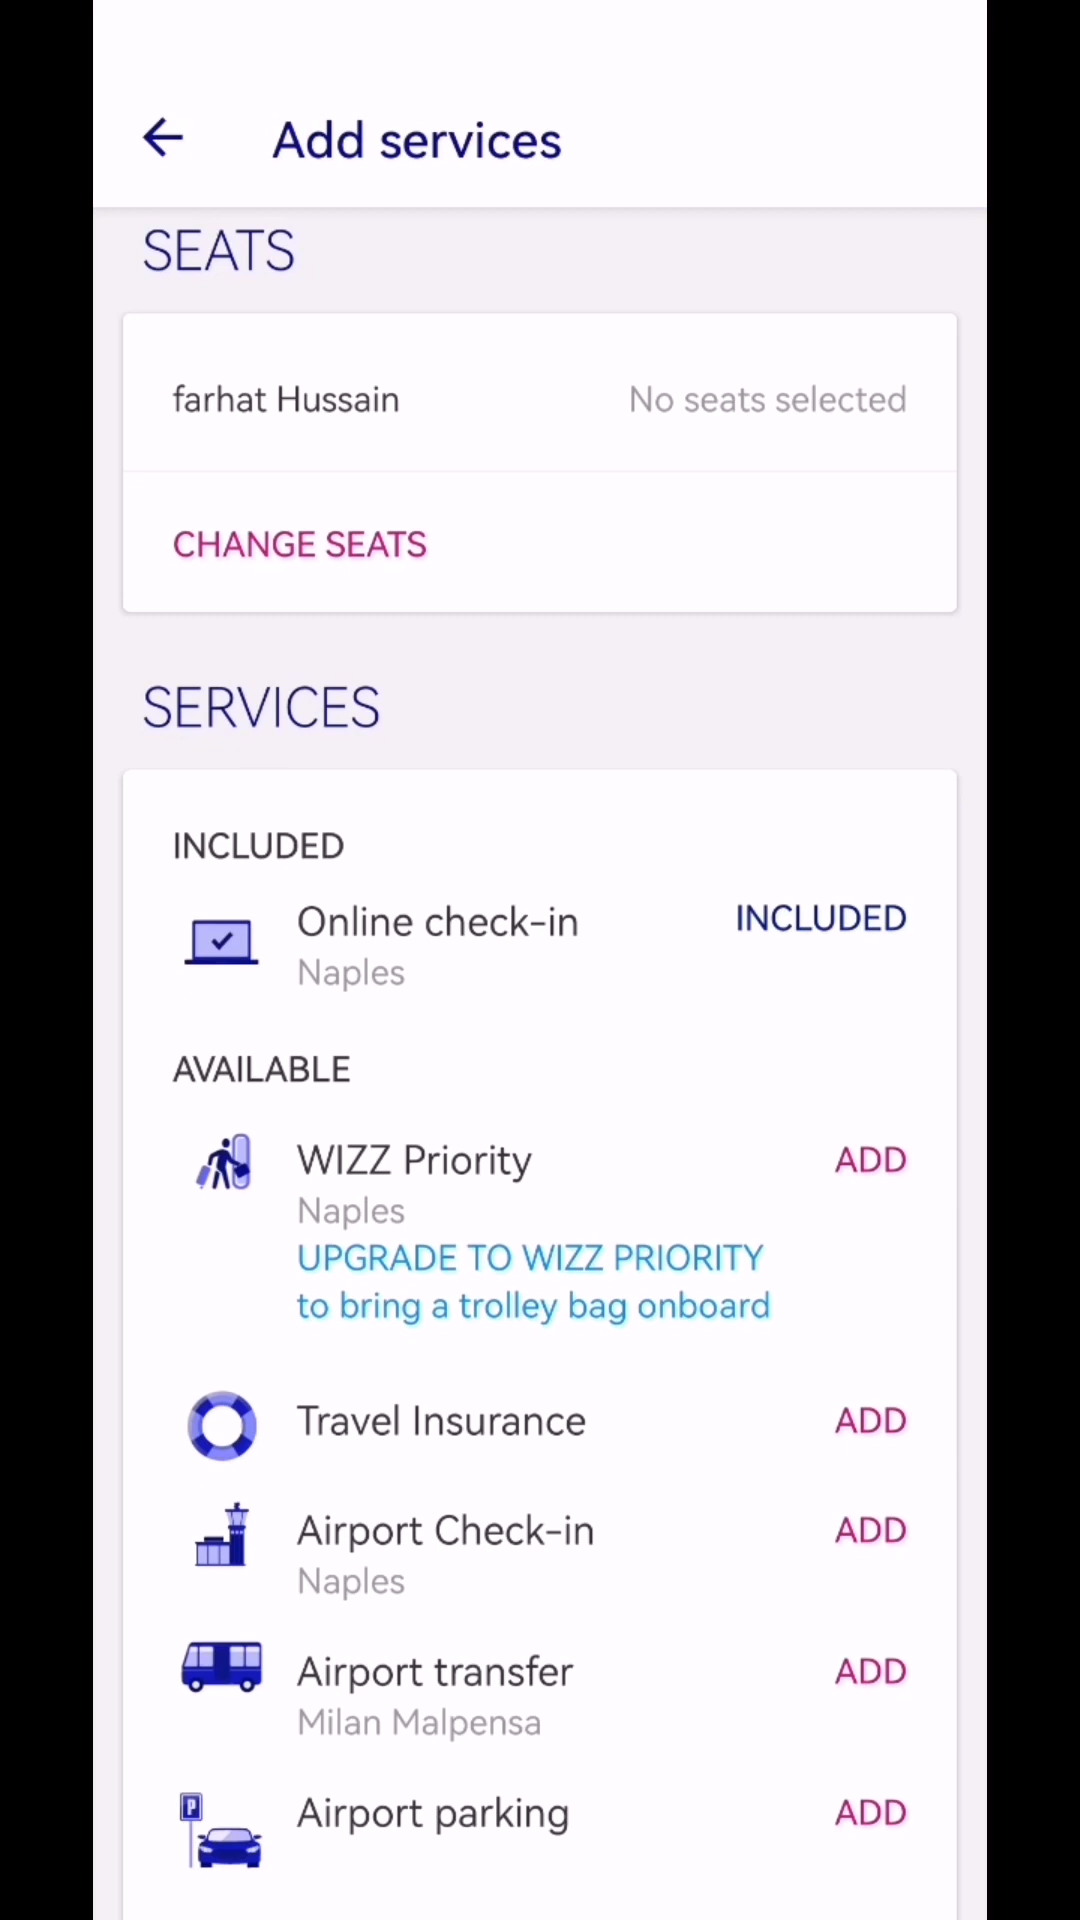 Add services
SEATS
farhat Hussain No seats selected
CHANGE SEATS
SERVICES
INCLUDED
Online check-in INCLUDED
Naples
AVAILABLE
WIZZ Priority ADD
Naples
UPGRADE TO WIZZ PRIORITY
to bring a trolley bag onboard
Travel Insurance ADD
Airport Check-in ADD
Naples
Airport transfer ADD
Milan Malpensa
P
Airport parking ADD